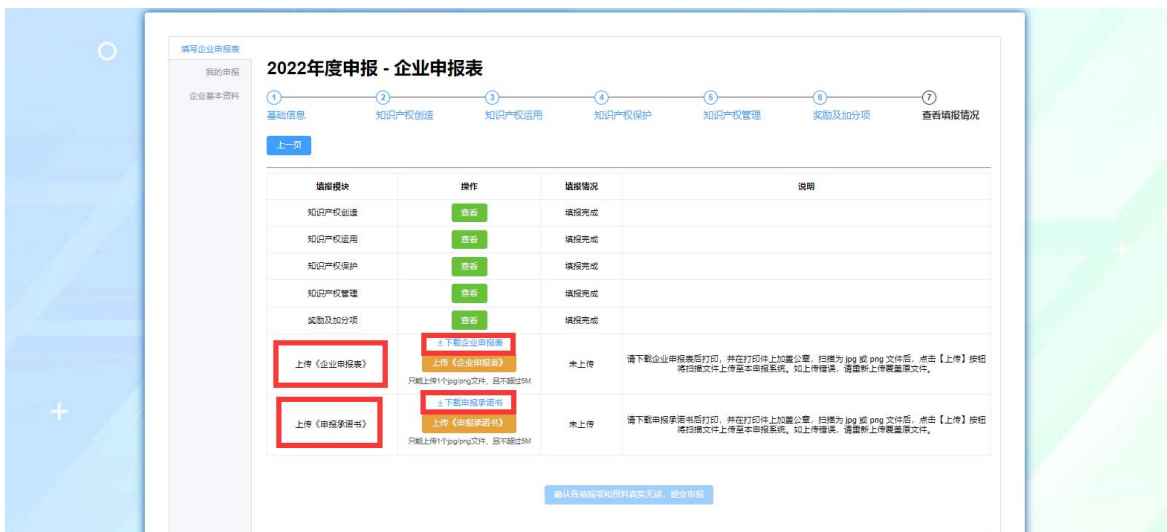 填写企业申报表
我的申报
企业基本资料
2022年度申报 - 企业申报表
1 2 3 4 5 6 7
基础信息 知识产权创造 知识产权运用 知识产权保护 知识产权管理 奖励及加分项 查看填报情况
上一页
填报模块 操作 填报情况 说明
知识产权创造 查看 填报完成
知识产权运用 查看 填报完成
知识产权保护 查看 填报完成
知识产权管理 查看 填报完成
奖励及加分项 查看 填报完成
上传《企业申报表》
下载企业申报表
上传《企业申报表》
只能上传1个jpg/png文件，且不超过5M
未上传
请下载企业申报表后打印，并在打印件上加盖公章，扫描为 jpg 或 png 文件后，点击【上传】按钮
将扫描文件上传至本申报系统。如上传错误，请重新上传覆盖原文件。
上传《申报承诺书》
下载申报承诺书
上传《申报承诺书》
只能上传1个jpg/png文件，且不超过5M
未上传
请下载申报承诺书后打印，并在打印件上加盖公章，扫描为 jpg 或 png 文件后，点击【上传】按钮
将扫描文件上传至本申报系统。如上传错误，请重新上传覆盖原文件。
确认各填报项和资料真实无误，提交申报